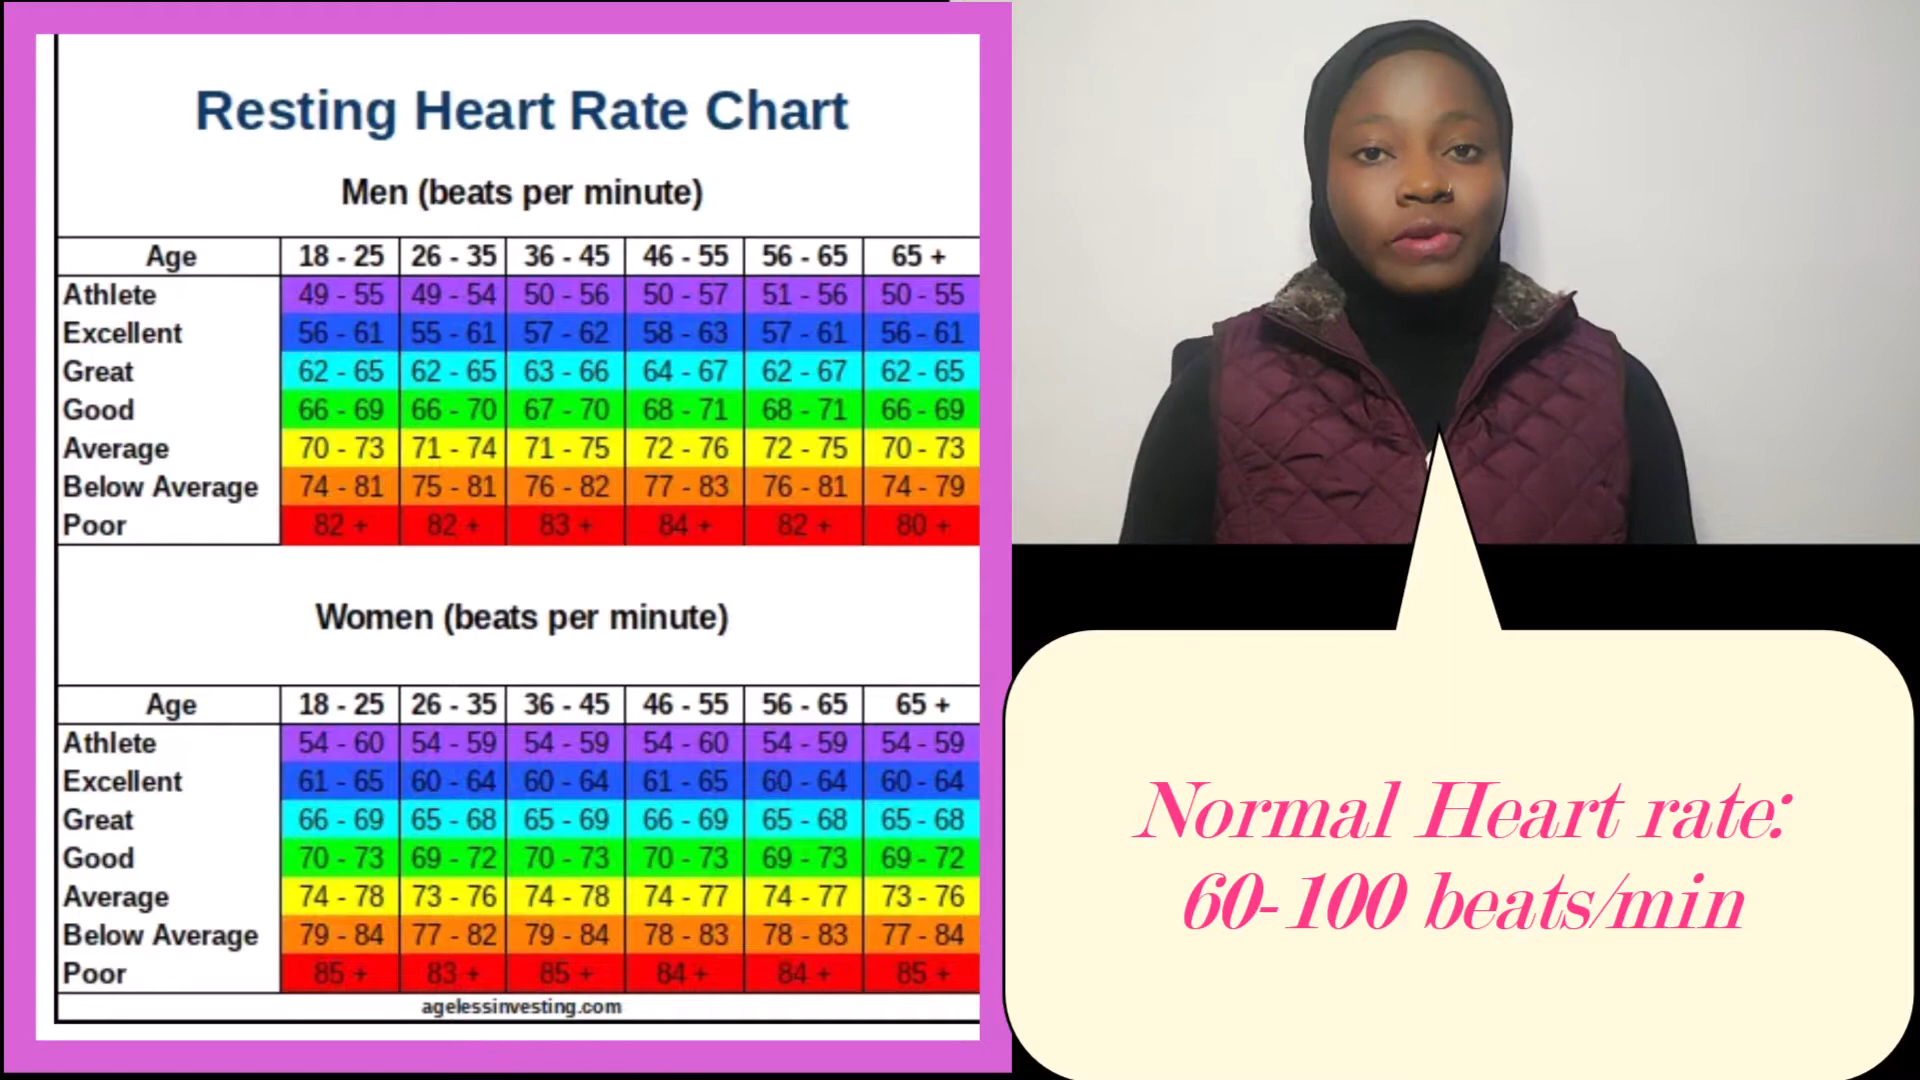 Resting Heart Rate Chart
Men (beats per minute)
Age 18 - 25 26 - 35 36 - 45 46 - 55 56 - 65 65 +
Athlete 49 - 55 49 - 54 50 - 56 50 - 57 51 - 56 50 - 55
Excellent 56 - 61 55 - 61 57 - 62 58 - 63 57 - 61 56 - 61
Great 62 - 65 62 - 65 63 - 66 64 - 67 62 - 67 62 - 65
Good 66 - 69 66 - 70 67 - 70 68 - 71 68 - 71 66 - 69
Average 70 - 73 71 - 74 71 - 75 72 - 76 72 - 75 70 - 73
Below Average 74 - 81 75 - 81 76 - 82 77 - 83 76 - 81 74 - 79
Poor 82 + 82 + 83 + 84 + 82 + 80 +
Women (beats per minute)
Age 18 - 25 26 - 35 36 - 45 46 - 55 56 - 65 65 +
Athlete 54 - 60 54 - 59 54 - 59 54 - 60 54 - 59 54 - 59
Excellent 61 - 65 60 - 64 60 - 64 61 - 65 60 - 64 60 - 64
Great 66 - 69 65 - 68 65 - 69 66 - 69 65 - 68 65 - 68
Good 70 - 73 69 - 72 70 - 73 70 - 73 69 - 73 69 - 72
Average 74 - 78 73 - 76 74 - 78 74 - 77 74 - 77 73 - 76
Below Average 79 - 84 77 - 82 79 - 84 78 - 83 78 - 83 77 - 84
Poor 85 + 83 + 85 + 84 + 84 + 85 +
agelessinvesting.com
Normal Heart rate:
60-100 beats/min